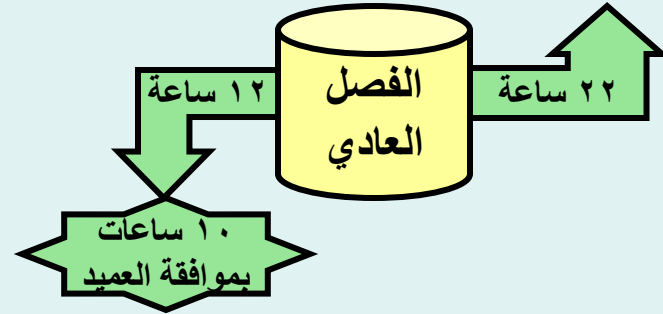 الفصل
العادي
٢٢ ساعة
١٢ ساعة
١٠ ساعات
بموافقة العميد